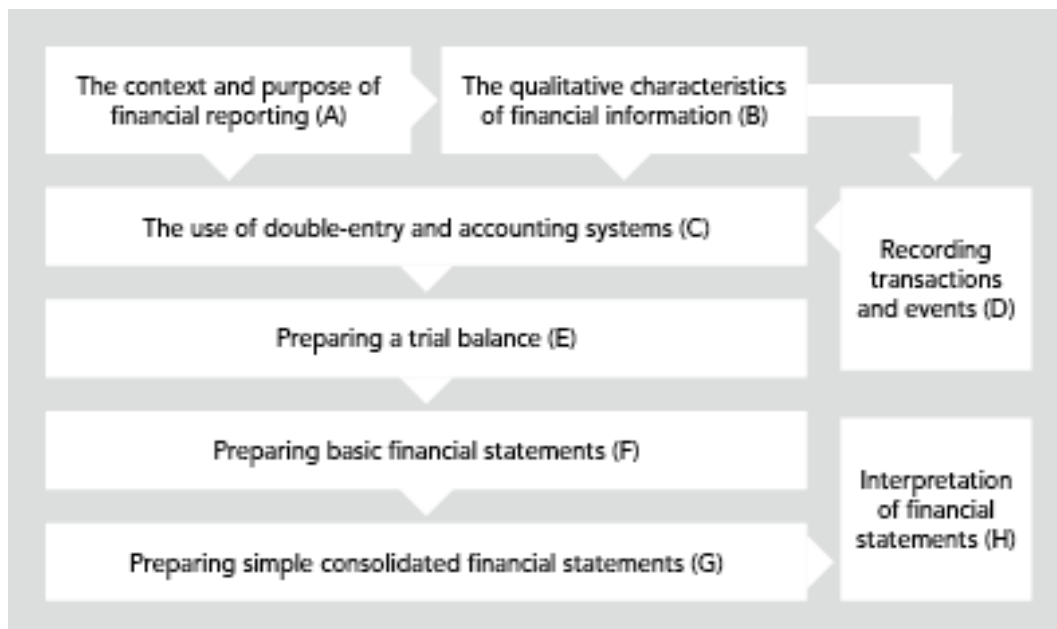 The context and purpose of
financial reporting (A)
The qualitative characteristics
of financial information (B)
The use of double-entry and accounting systems (C)
Recording
transactions
and events (D)
Preparing a trial balance (E)
Preparing basic financial statements (F)
Preparing simple consolidated financial statements (G)
Interpretation
of financial
statements (H)